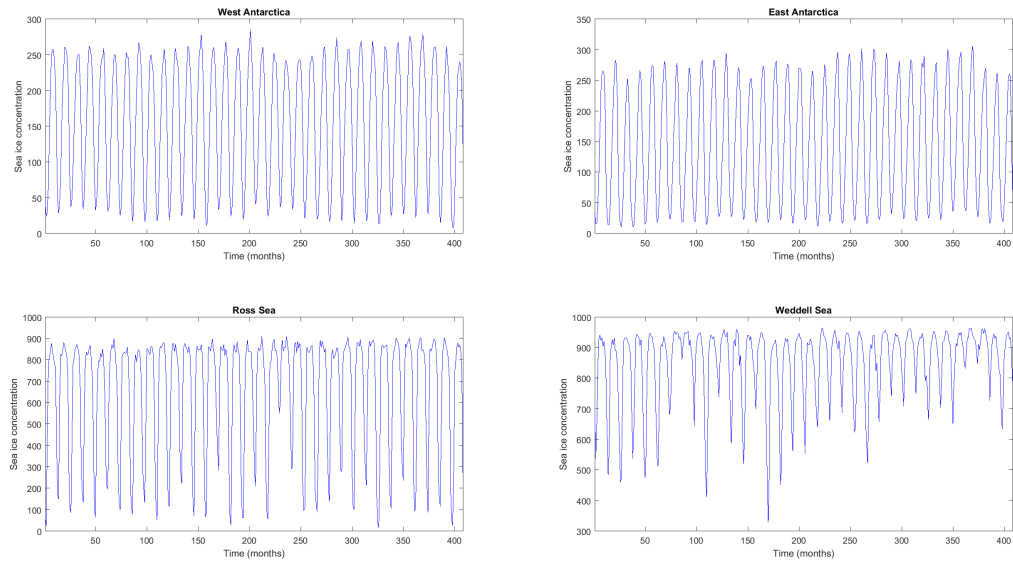 West Antarctica
300
250
200
150
100
50
0
Sea ice concentration
50 100 150 200 250 300 350 400
Time (months)
East Antarctica
350
300
250
200
150
100
50
0
Sea ice concentration
50 100 150 200 250 300 350 400
Time (months)
Ross Sea
1000
900
800
700
600
500
400
300
200
100
0
Sea ice concentration
50 100 150 200 250 300 350 400
Time (months)
Weddell Sea
1000
900
800
700
600
500
400
300
Sea ice concentration
50 100 150 200 250 300 350 400
Time (months)